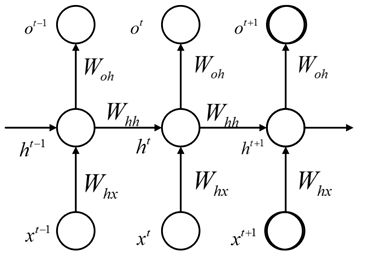 o^{t-1} o^{t} o^{t+1}
W_{oh} W_{oh} W_{oh}
W_{hh} W_{hh}
h^{t-1} h^{t} h^{t+1}
W_{hx} W_{hx} W_{hx}
x^{t-1} x^{t} x^{t+1}